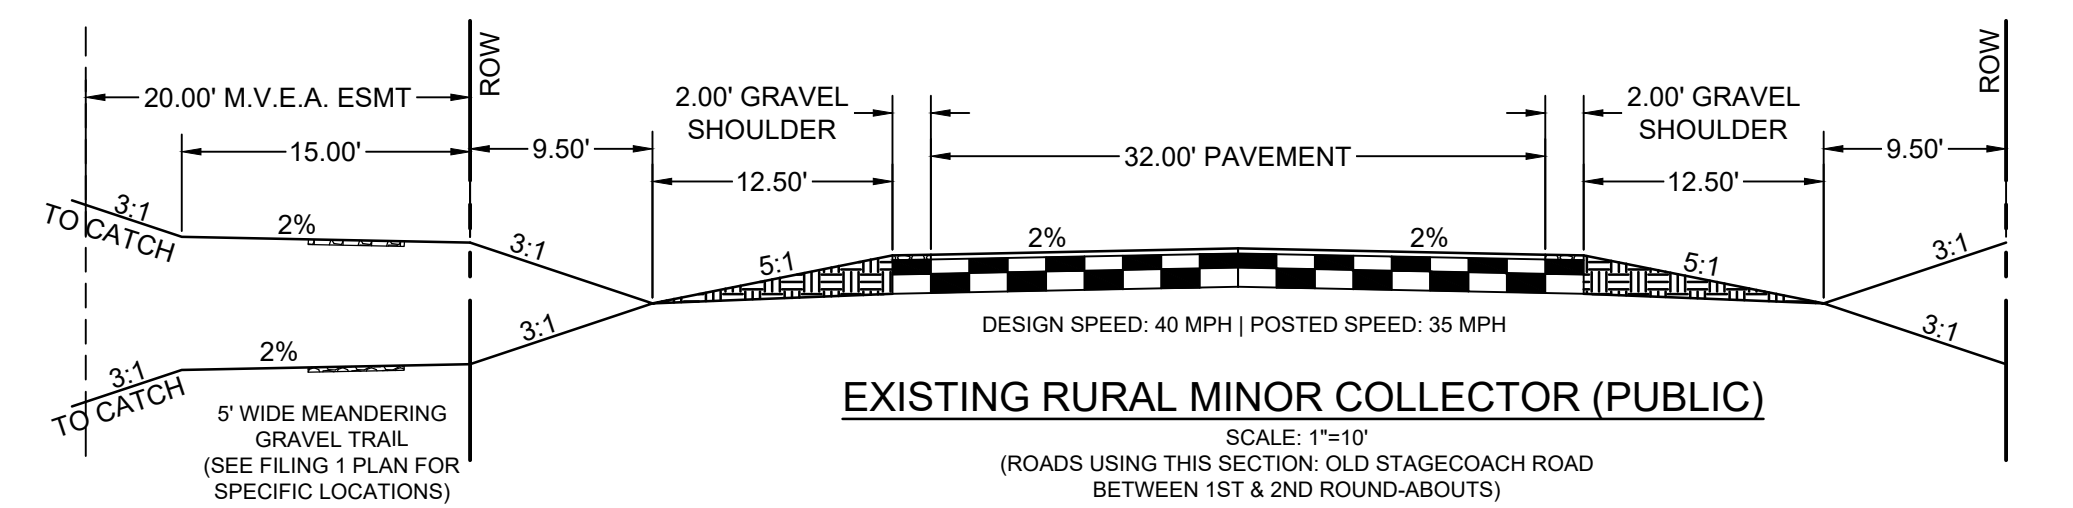 ROW
ROW
20.00' M.V.E.A. ESMT
2.00' GRAVEL
SHOULDER
2.00' GRAVEL
SHOULDER
15.00'
9.50'
32.00' PAVEMENT
9.50'
12.50'
12.50'
3:1
TO CATCH
2%
3:1
5:1
2%
2%
5:1
3:1
3:1
TO CATCH
2%
3:1
3:1
DESIGN SPEED: 40 MPH | POSTED SPEED: 35 MPH
5' WIDE MEANDERING
GRAVEL TRAIL
(SEE FILING 1 PLAN FOR
SPECIFIC LOCATIONS)
EXISTING RURAL MINOR COLLECTOR (PUBLIC)
SCALE: 1"=10'
(ROADS USING THIS SECTION: OLD STAGECOACH ROAD
BETWEEN 1ST & 2ND ROUND-ABOUTS)